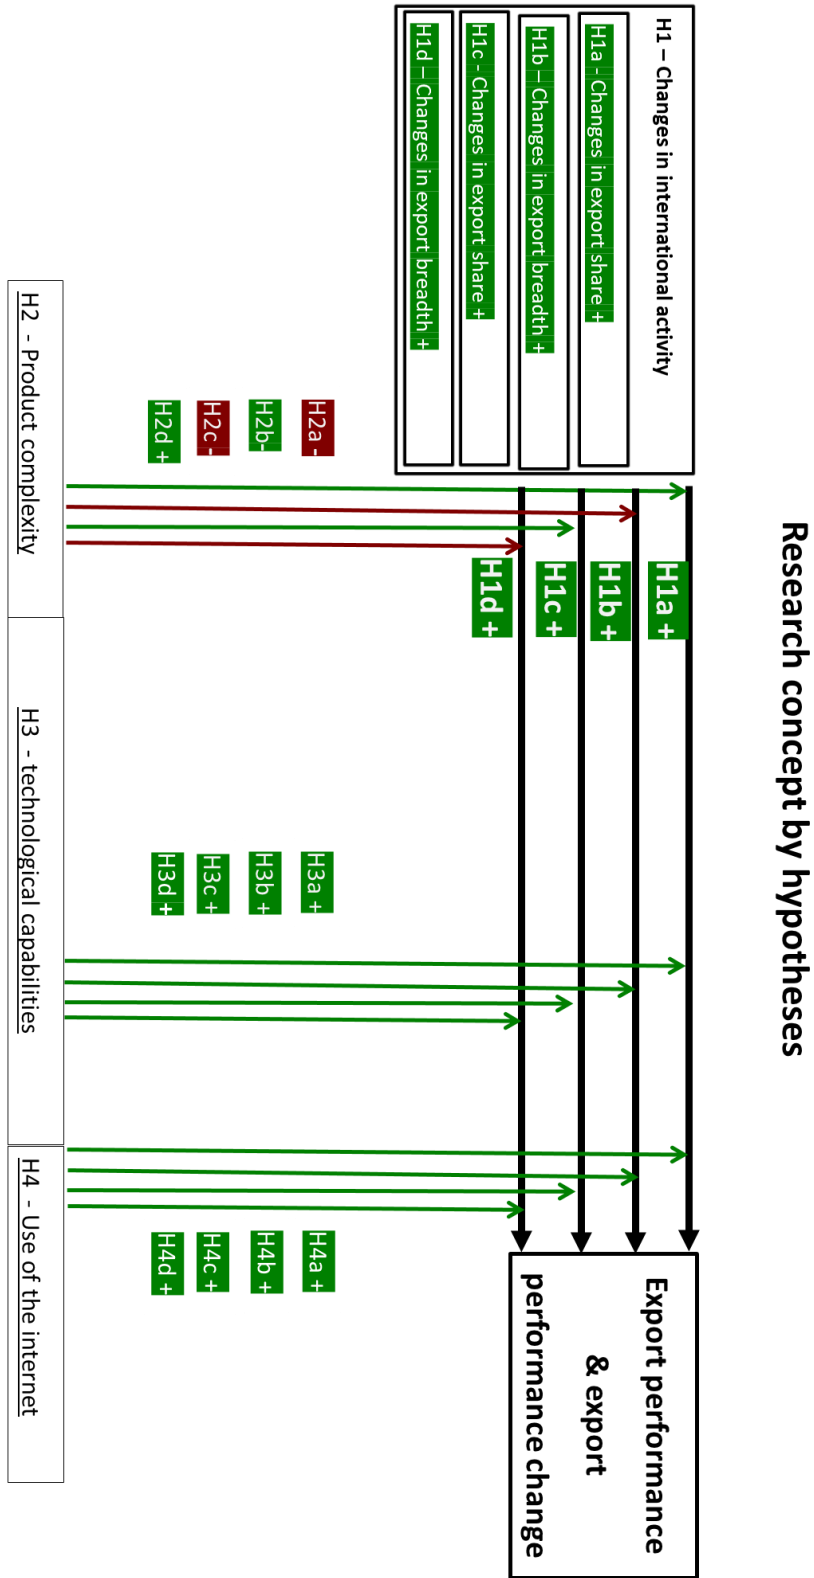 Research concept by hypotheses
H1 – Changes in international activity
H1a - Changes in export share +
H1b – Changes in export breadth +
H1c - Changes in export share +
H1d – Changes in export breadth +
H1a +
H1b +
H1c +
H1d +
Export performance
& export
performance change
H2a -
H2b-
H2c -
H2d +
H3a +
H3b +
H3c +
H3d +
H4a +
H4b +
H4c +
H4d +
H2 - Product complexity
H3 - technological capabilities
H4 - Use of the internet